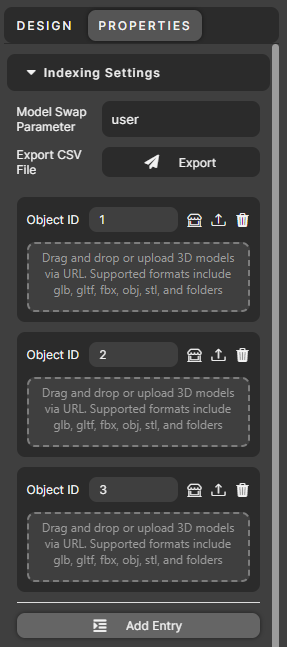 DESIGN PROPERTIES
Indexing Settings
Model Swap
Parameter
user
Export CSV
File
Export
Object ID 1
Drag and drop or upload 3D models
via URL. Supported formats include
glb, gltf, fbx, obj, stl, and folders
Object ID 2
Drag and drop or upload 3D models
via URL. Supported formats include
glb, gltf, fbx, obj, stl, and folders
Object ID 3
Drag and drop or upload 3D models
via URL. Supported formats include
glb, gltf, fbx, obj, stl, and folders
Add Entry